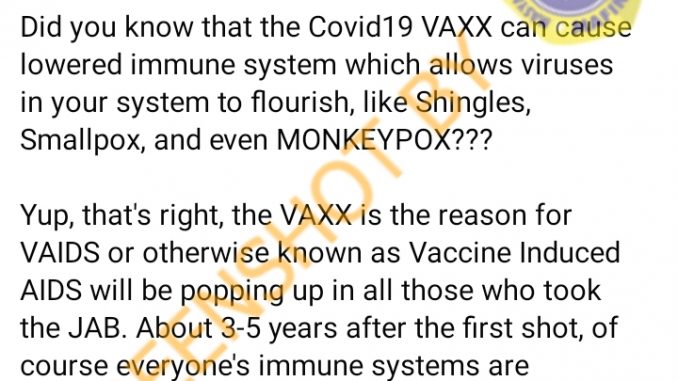 Did you know that the Covid19 VAXX can cause
lowered immune system which allows viruses
in your system to flourish, like Shingles,
Smallpox, and even MONKEYPOX???
Yup, that's right, the VAXX is the reason for
VAIDS or otherwise known as Vaccine Induced
AIDS will be popping up in all those who took
the JAB. About 3-5 years after the first shot, of
course everyone's immune systems are
EENSHOT BY